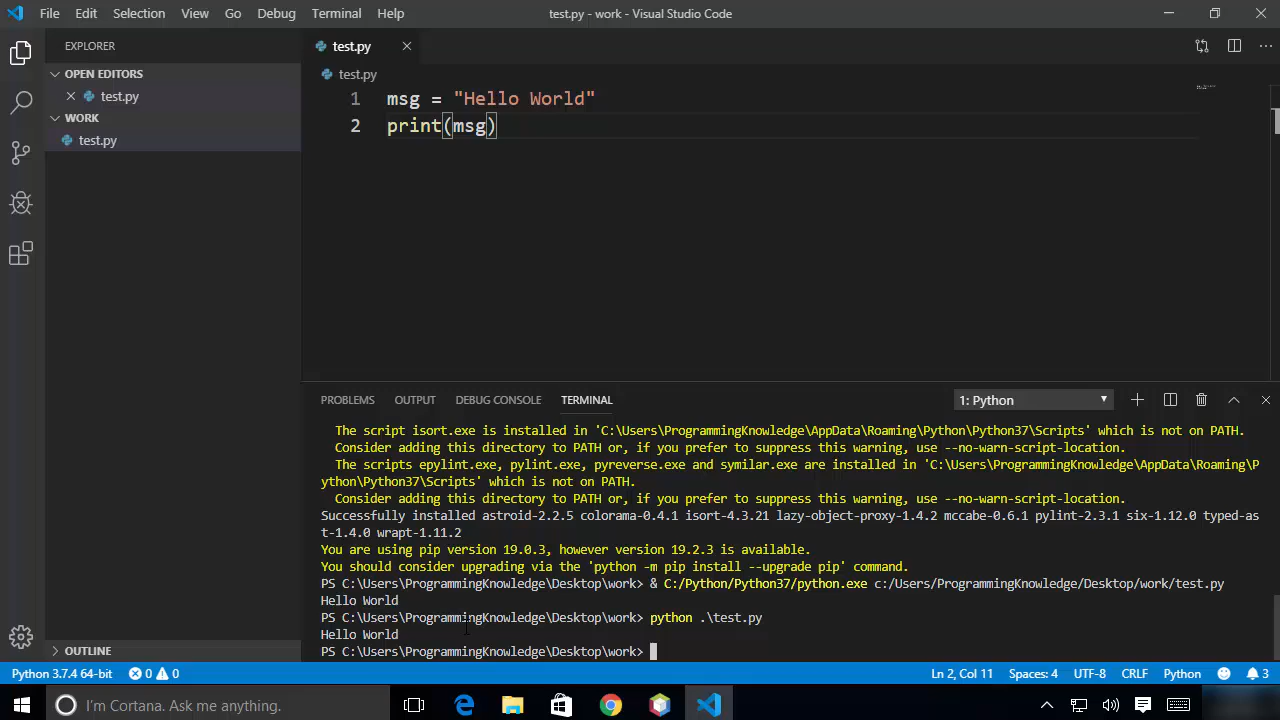 File Edit Selection View Go Debug Terminal Help
test.py - work - Visual Studio Code
EXPLORER
OPEN EDITORS
test.py
WORK
test.py
OUTLINE
test.py
test.py
1 msg = "Hello World"
2 print(msg)
PROBLEMS OUTPUT DEBUG CONSOLE TERMINAL
1: Python
The script isort.exe is installed in 'C:\Users\ProgrammingKnowledge\AppData\Roaming\Python\Python37\Scripts' which is not on PATH.
Consider adding this directory to PATH or, if you prefer to suppress this warning, use --no-warn-script-location.
The scripts epylint.exe, pylint.exe, pyreverse.exe and symilar.exe are installed in 'C:\Users\ProgrammingKnowledge\AppData\Roaming\P
ython\Python37\Scripts' which is not on PATH.
Consider adding this directory to PATH or, if you prefer to suppress this warning, use --no-warn-script-location.
Successfully installed astroid-2.2.5 colorama-0.4.1 isort-4.3.21 lazy-object-proxy-1.4.2 mccabe-0.6.1 pylint-2.3.1 six-1.12.0 typed-as
t-1.4.0 wrapt-1.11.2
You are using pip version 19.0.3, however version 19.2.3 is available.
You should consider upgrading via the 'python -m pip install --upgrade pip' command.
PS C:\Users\ProgrammingKnowledge\Desktop\work> & C:/Python/Python37/python.exe c:/Users/ProgrammingKnowledge/Desktop/work/test.py
Hello World
PS C:\Users\ProgrammingKnowledge\Desktop\work> python .\test.py
Hello World
PS C:\Users\ProgrammingKnowledge\Desktop\work>
Python 3.7.4 64-bit 0 0 Ln 2, Col 11 Spaces: 4 UTF-8 CRLF Python 3
I'm Cortana. Ask me anything.